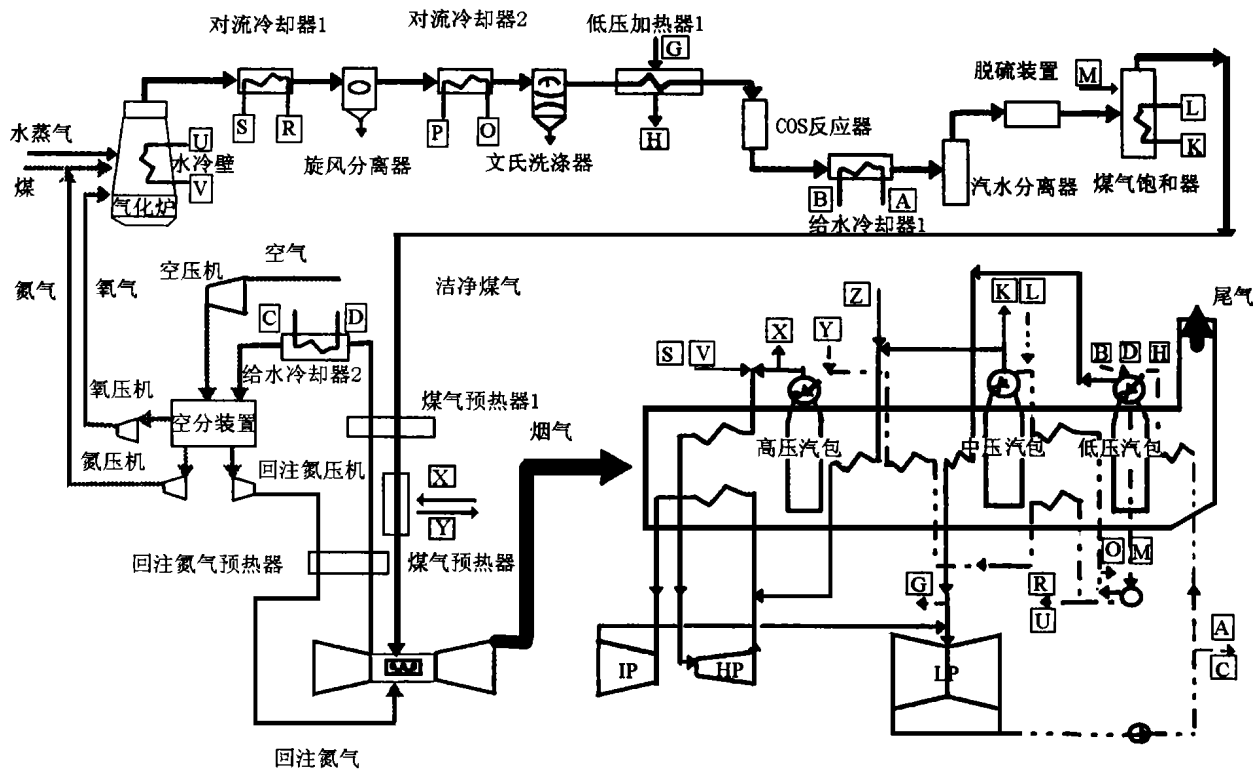 对流冷却器1
对流冷却器2
低压加热器1
G
脱硫装置
M
S
R
P
O
H
L
K
水蒸气
煤
U
水冷壁
V
气化炉
旋风分离器
文氏洗涤器
COS反应器
B
A
给水冷却器1
汽水分离器
煤气饱和器
氮气
氧气
空压机
空气
洁净煤气
C
D
给水冷却器2
Z
K
L
尾气
S
V
X
Y
B
D
H
氧压机
空分装置
氮压机
回注氮压机
煤气预热器1
烟气
高压汽包
中压汽包
低压汽包
X
Y
回注氮气预热器
煤气预热器
G
R
U
O
M
IP
HP
LP
A
C
回注氮气